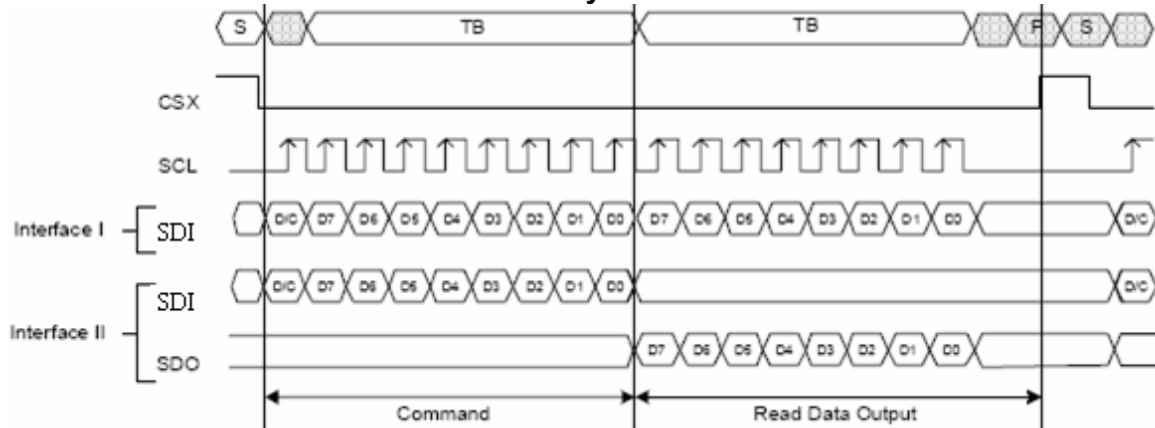 S TB TB P S
CSX
SCL
Interface I SDI D/C D7 D6 D5 D4 D3 D2 D1 D0 D7 D6 D5 D4 D3 D2 D1 D0 D/C
SDI D/C D7 D6 D5 D4 D3 D2 D1 D0 D/C
Interface II
SDO D7 D6 D5 D4 D3 D2 D1 D0
Command Read Data Output